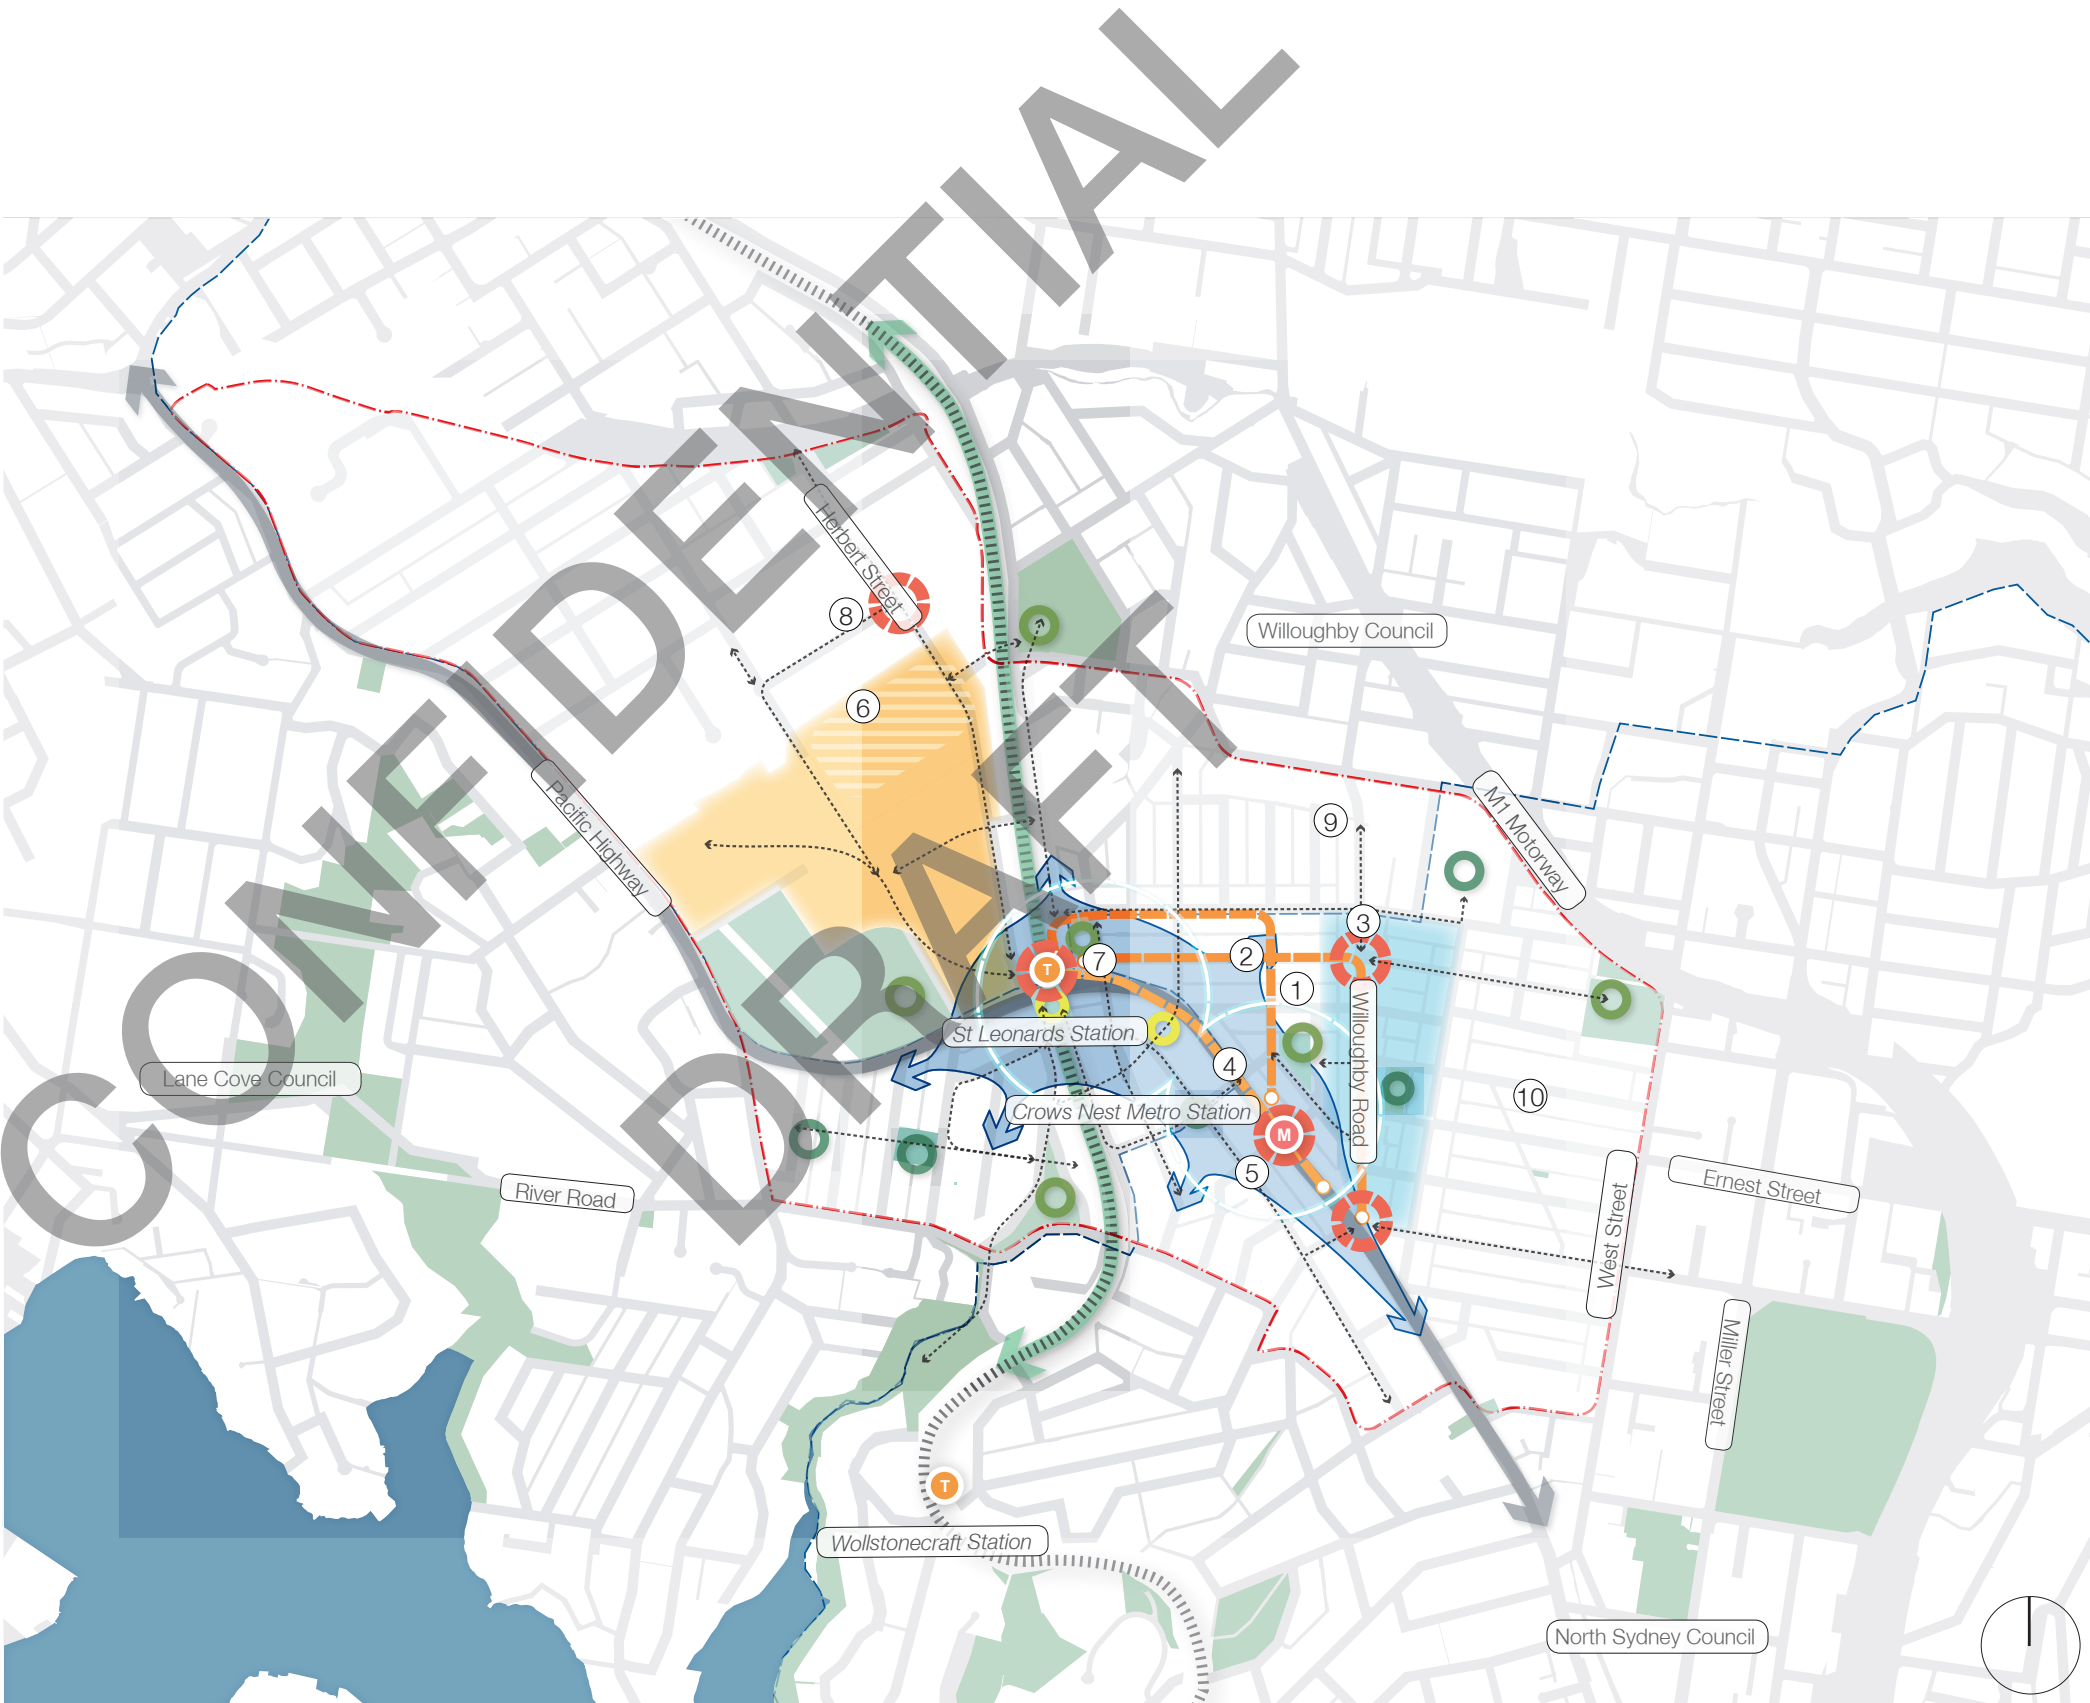 CONFIDENTIAL
DRAFT
Herbert Street
8
Willoughby Council
6
Pacific Highway
9
M1 Motorway
3
2
7
T
1
St Leonards Station
Willoughby Road
4
Lane Cove Council
Crows Nest Metro Station
10
M
5
River Road
West Street
Ernest Street
Miller Street
T
Wollstonecraft Station
North Sydney Council